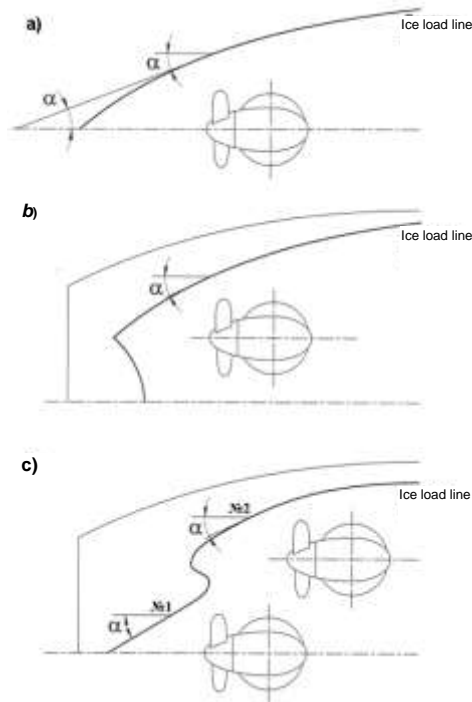 a)
Ice load line
α
α
b)
Ice load line
α
c)
Ice load line
№2
α
№1
α